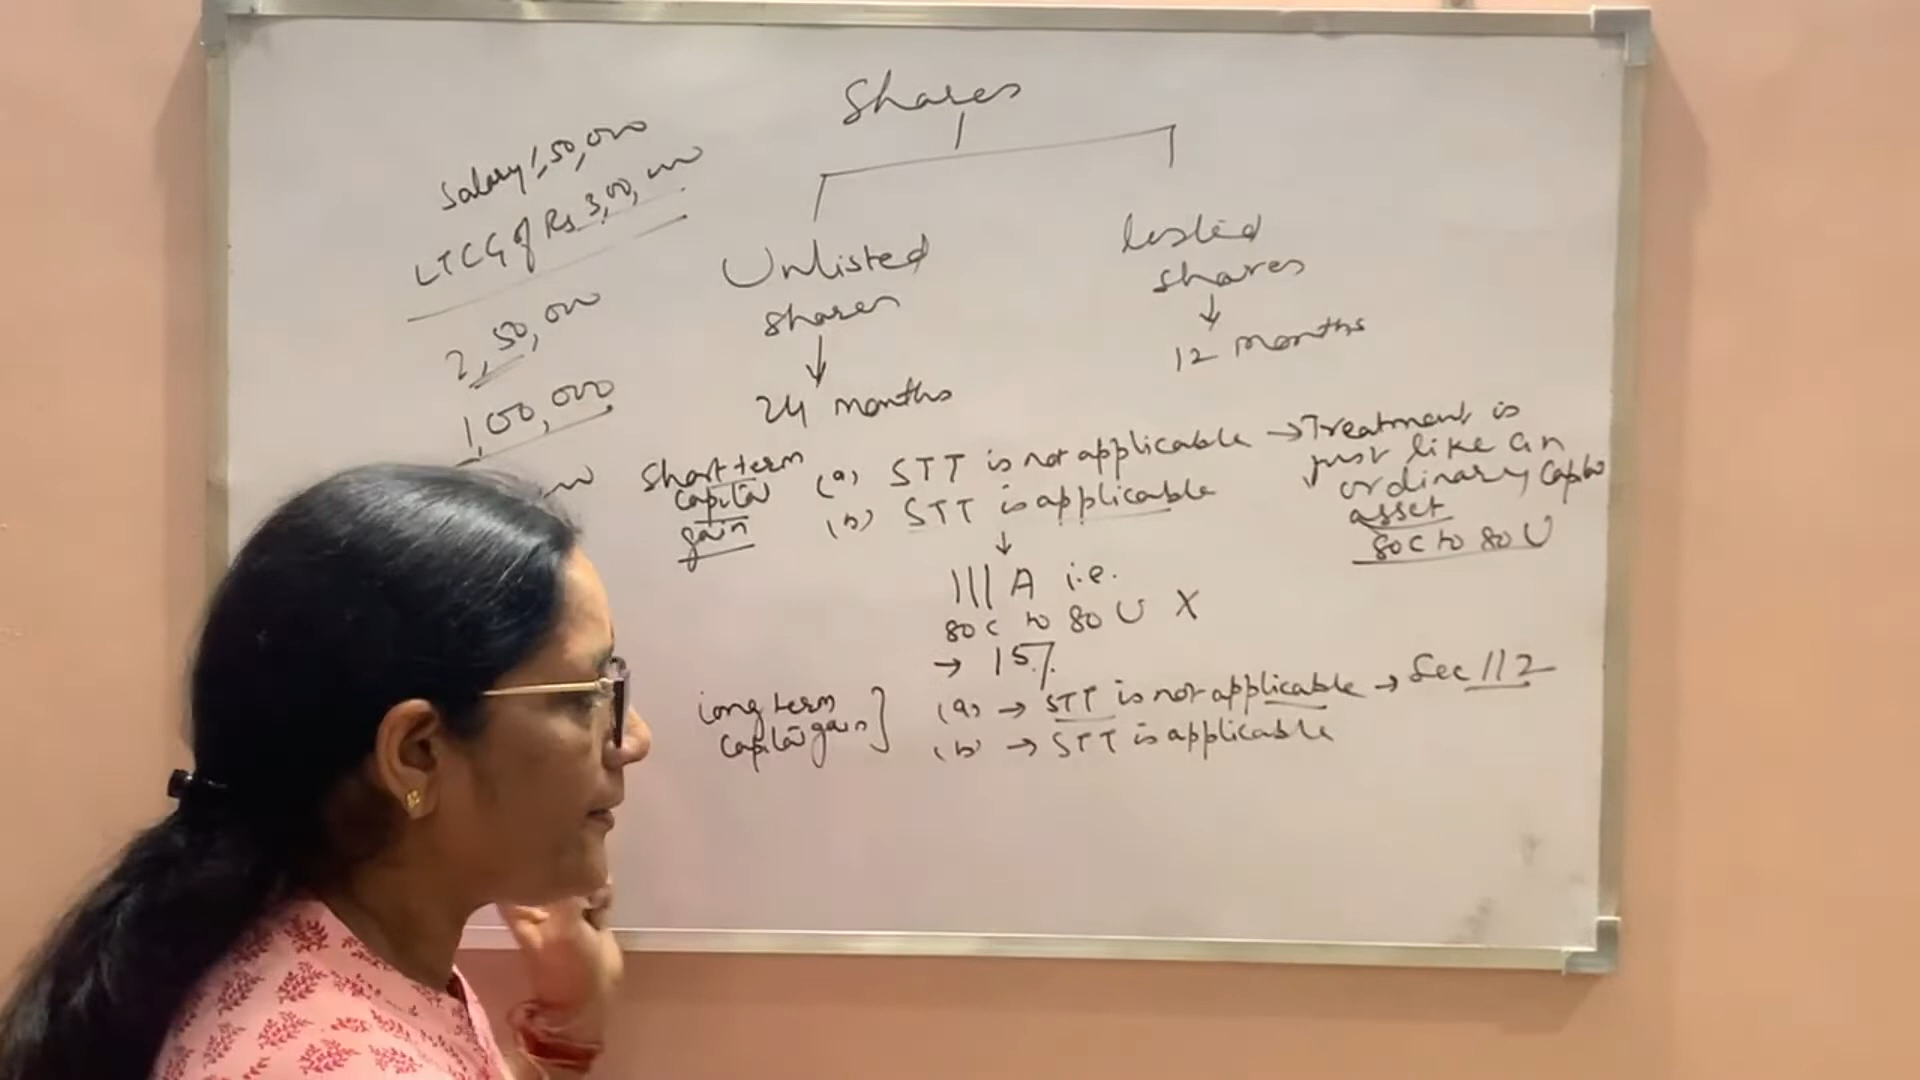 Shares
Salary 1,50,000
LTCG of Rs 3,00,000
2,50,000
1,00,000
Unlisted
shares
24 months
listed
shares
12 months
Short term
capital
gain
(a) STT is not applicable → Treatment is
just like an
ordinary capital
asset
80C to 80U
(b) STT is applicable
↓
111A i.e.
80C to 80U X
→ 15%
long term
capital gain
(a) → STT is not applicable → Sec 112
(b) → STT is applicable